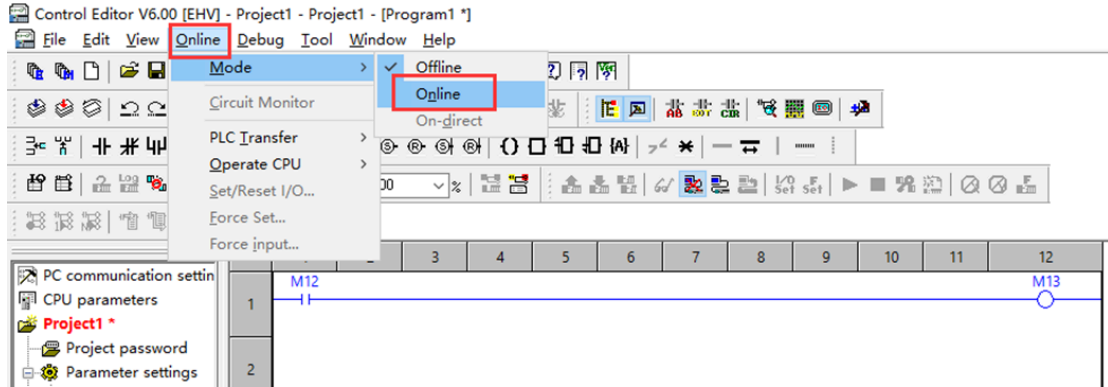 Control Editor V6.00 [EHV] - Project1 - Project1 - [Program1 *]
File Edit View Online Debug Tool Window Help
Mode
Offline
Online
On-direct
Circuit Monitor
PLC Transfer
Operate CPU
Set/Reset I/O...
Force Set...
Force input...
00 %
I/O Set F Set
3 4 5 6 7 8 9 10 11 12
PC communication settin
CPU parameters
Project1 *
Project password
Parameter settings
1
2
M12
M13